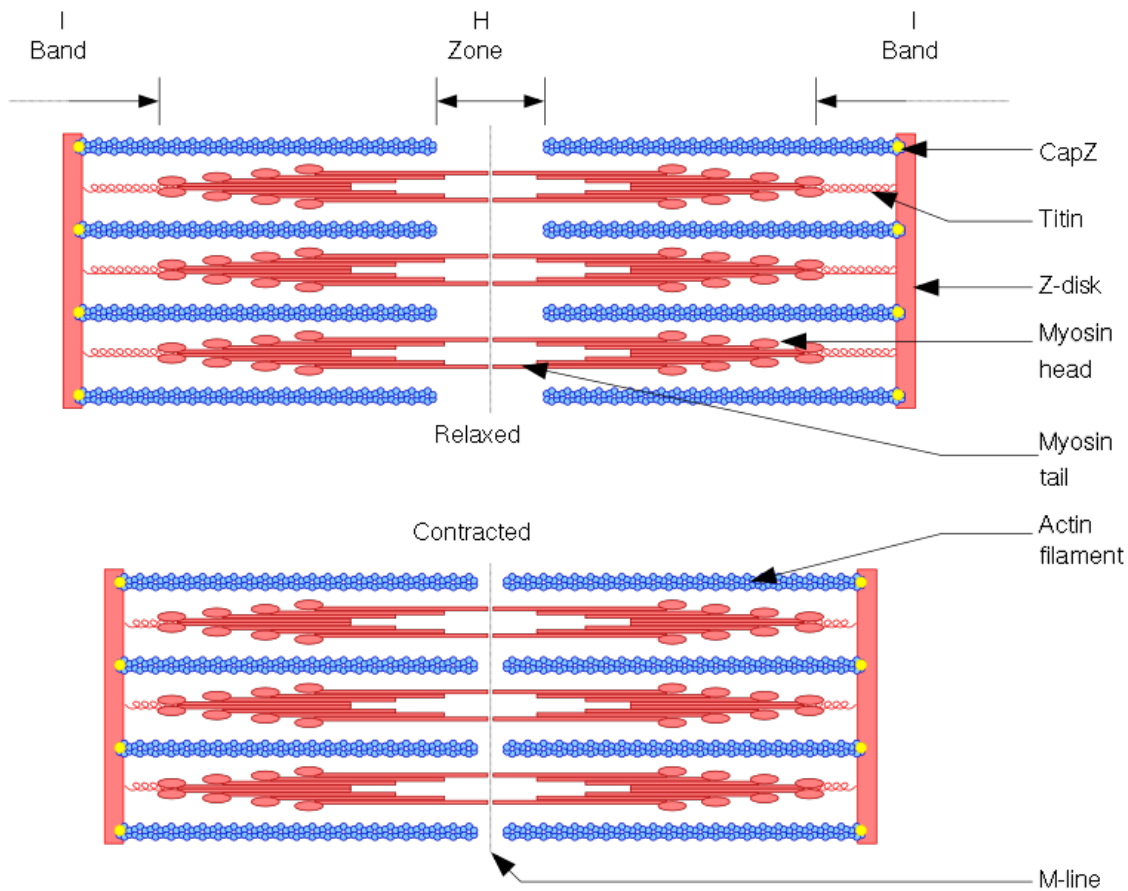 I
Band
H
Zone
I
Band
CapZ
Titin
Z-disk
Myosin
head
Relaxed
Myosin
tail
Contracted
Actin
filament
M-line